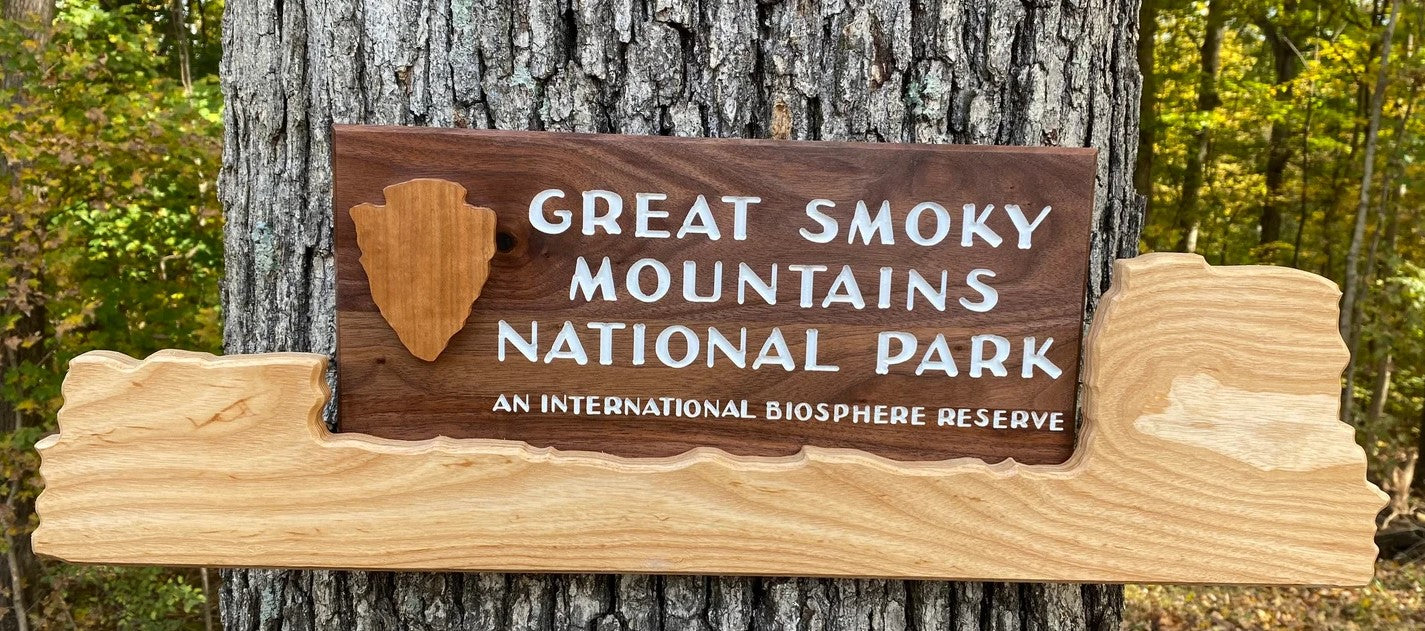 GREAT SMOKY
MOUNTAINS
NATIONAL PARK
AN INTERNATIONAL BIOSPHERE RESERVE